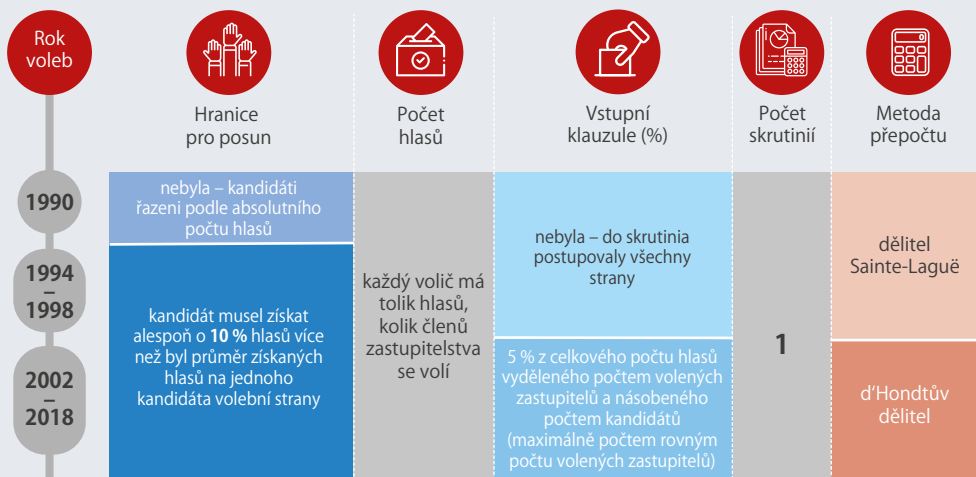 Rok
voleb
Hranice
pro posun
Počet
hlasů
Vstupní
klauzule (%)
Počet
skrutinií
Metoda
přepočtu
1990
nebyla – kandidáti
řazeni podle absolutního
počtu hlasů
1994
–
1998
2002
–
2018
kandidát musel získat
alespoň o 10 % hlasů více
než byl průměr získaných
hlasů na jednoho
kandidáta volební strany
každý volič má
tolik hlasů,
kolik členů
zastupitelstva
se volí
nebyla – do skrutinia
postupovaly všechny
strany
5 % z celkového počtu hlasů
vyděleného počtem volených
zastupitelů a násobeného
počtem kandidátů
(maximálně počtem rovným
počtu volených zastupitelů)
1
dělitel
Sainte-Laguë
d‘Hondtův
dělitel